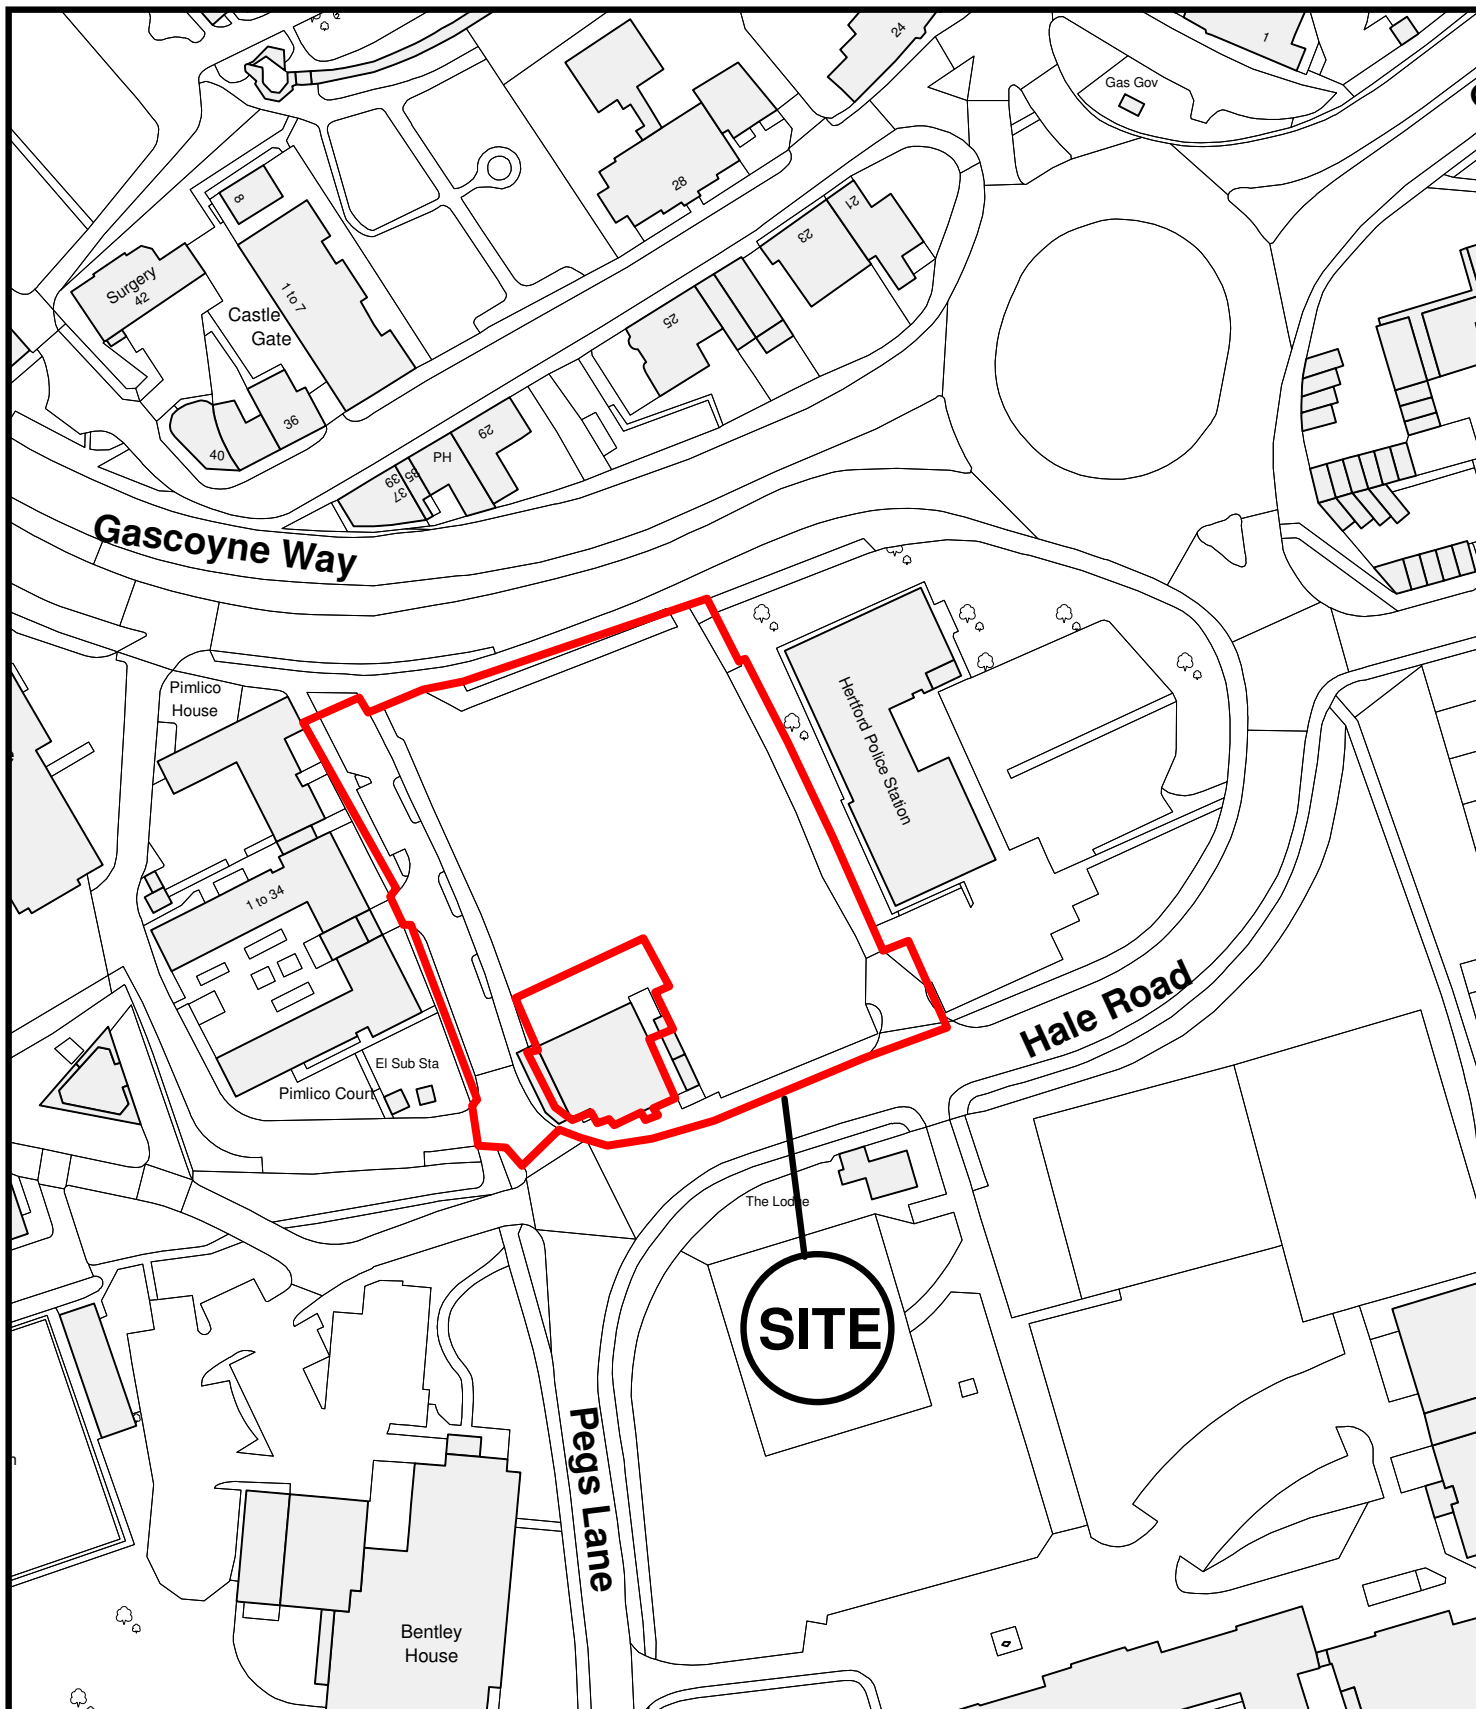 24
1
Gas Gov
8
28
21
23
Surgery
42
1 to 7
Castle
Gate
25
36
29
40
PH
35
39
37
Gascoyne Way
Pimlico
House
Hertford Police Station
1 to 34
Hale Road
El Sub Sta
Pimlico Court
The Lodge
SITE
Pegs Lane
Bentley
House